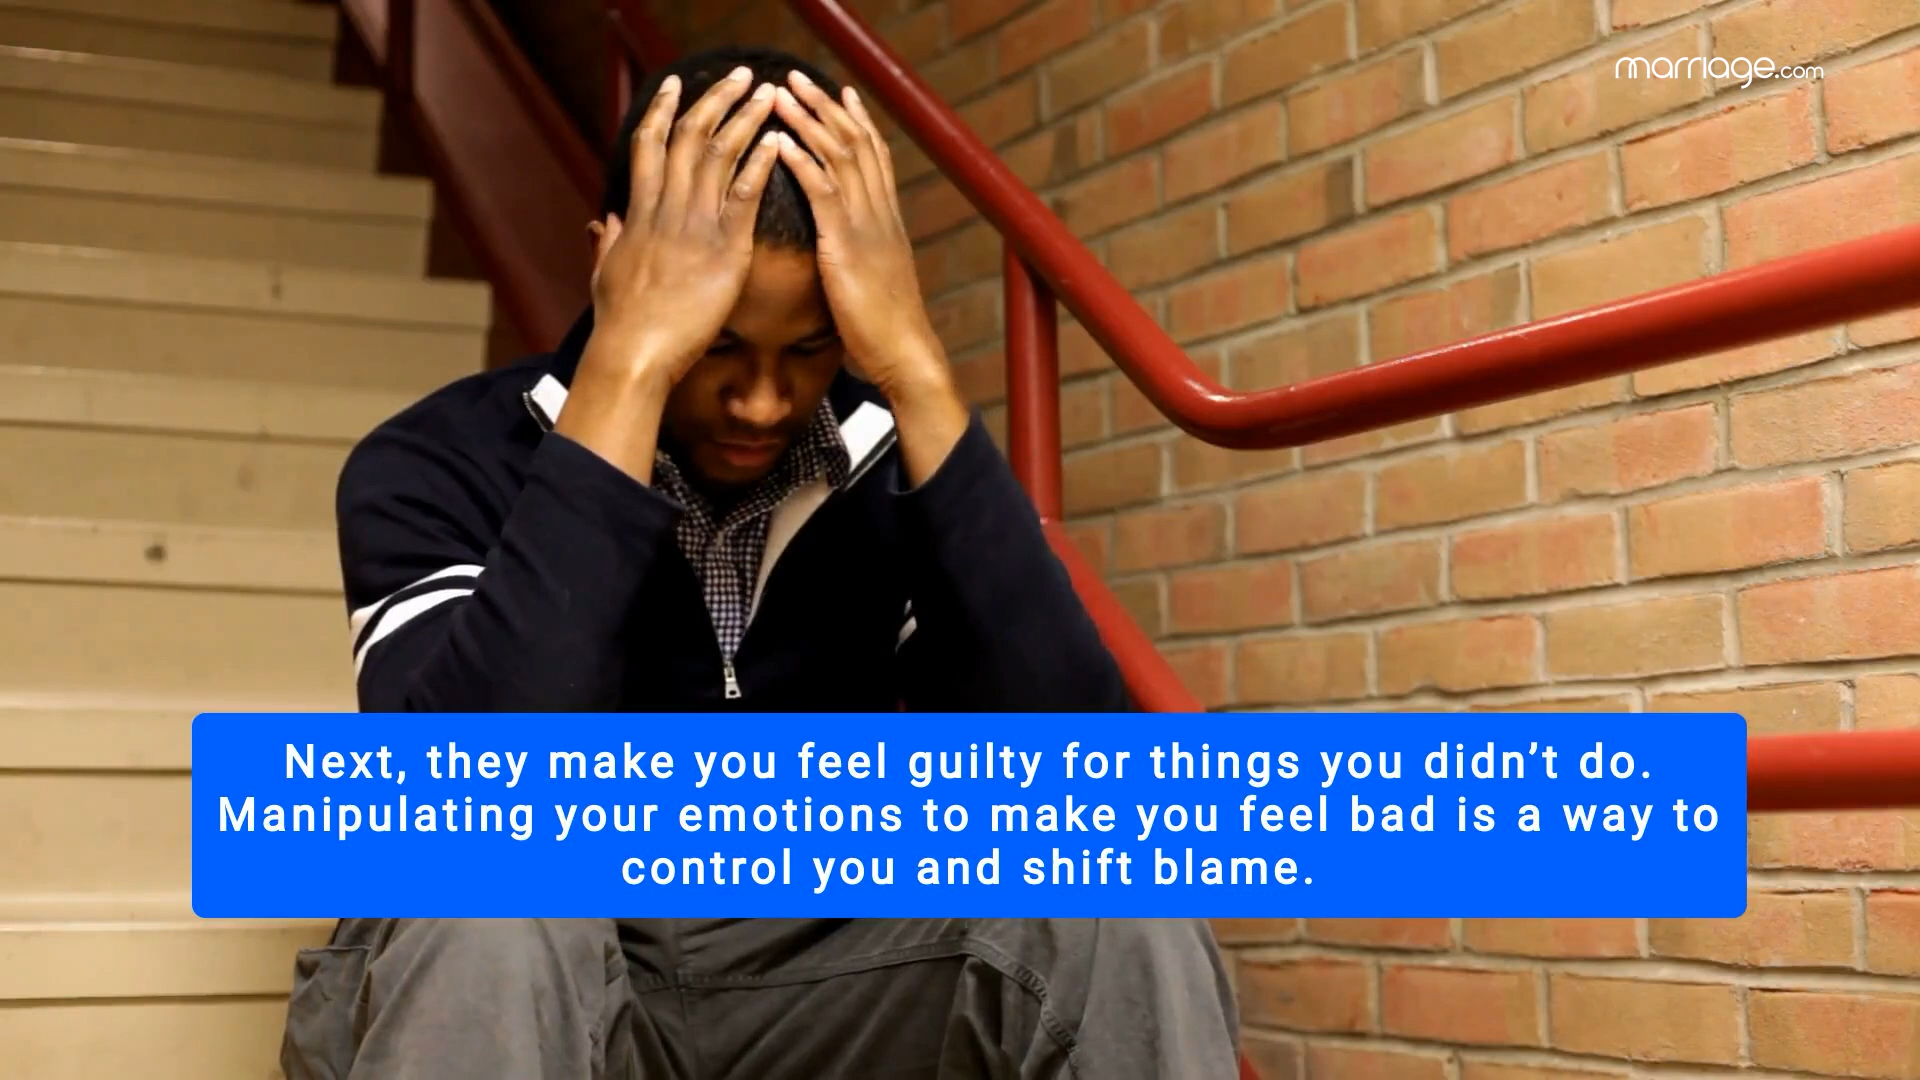 marriage.com
Next, they make you feel guilty for things you didn’t do.
Manipulating your emotions to make you feel bad is a way to
control you and shift blame.